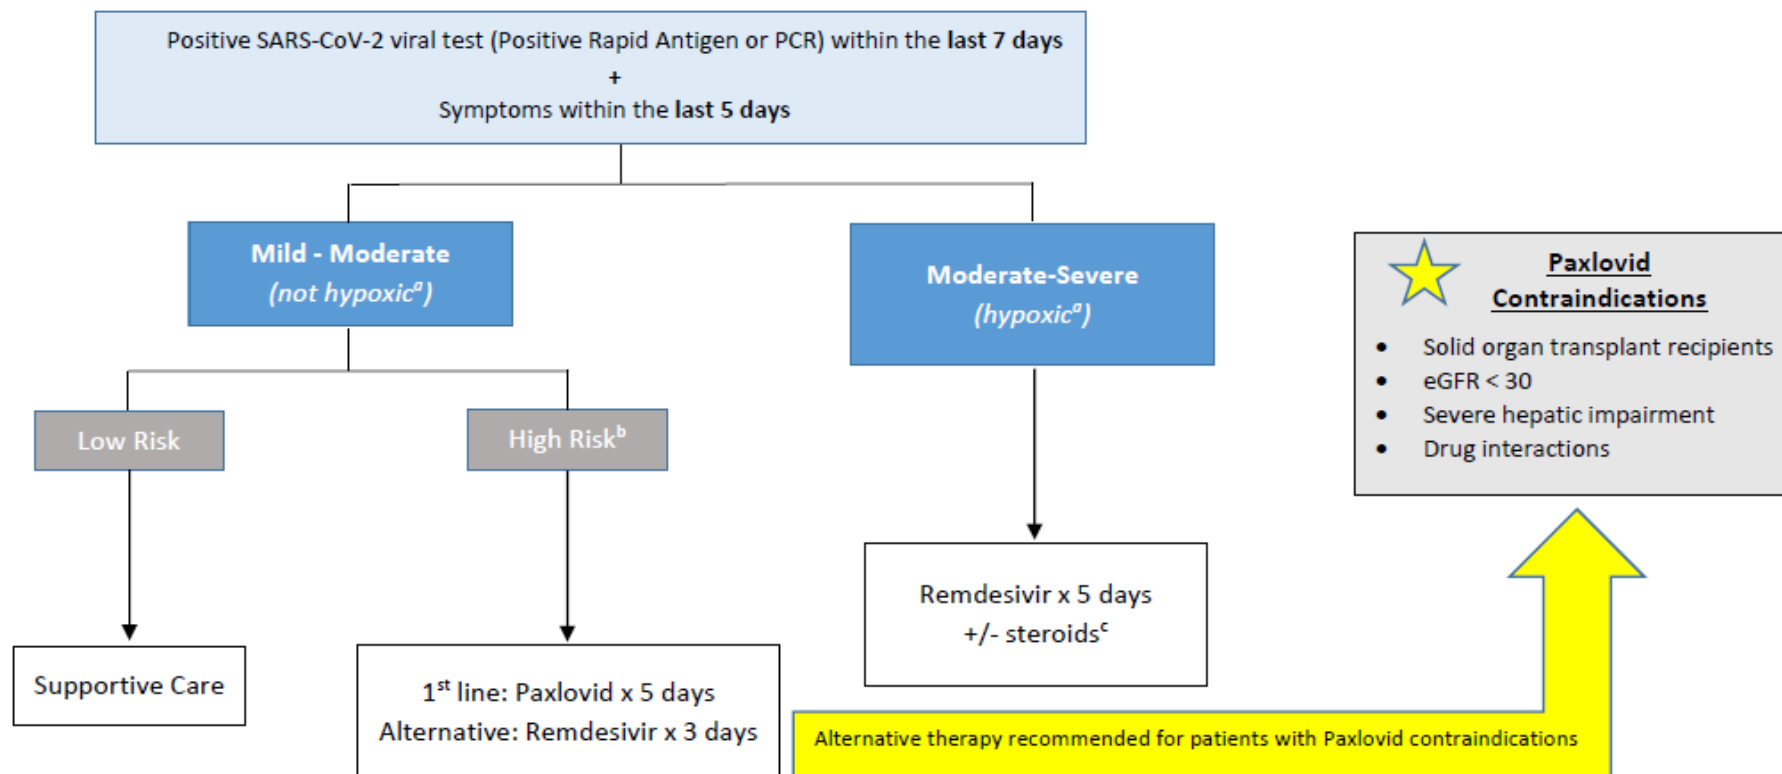 Positive SARS-CoV-2 viral test (Positive Rapid Antigen or PCR) within the last 7 days
+
Symptoms within the last 5 days
Mild - Moderate
(not hypoxicᵃ)
Moderate-Severe
(hypoxicᵃ)
Low Risk
High Riskᵇ
Supportive Care
1ˢᵗ line: Paxlovid x 5 days
Alternative: Remdesivir x 3 days
Remdesivir x 5 days
+/- steroidsᶜ
Paxlovid
Contraindications
• Solid organ transplant recipients
• eGFR < 30
• Severe hepatic impairment
• Drug interactions
Alternative therapy recommended for patients with Paxlovid contraindications